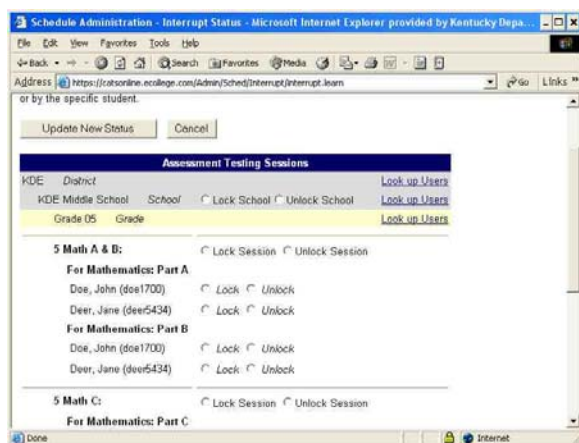 Schedule Administration - Interrupt Status - Microsoft Internet Explorer provided by Kentucky Depa...
File Edit View Favorites Tools Help
Back Search Favorites Media
Address https://catsonline.ecollege.com/Admin/Sched/Interrupt/interrupt.learn Go Links »
or by the specific student.
Update New Status Cancel
Assessment Testing Sessions
KDE District Look up Users
KDE Middle School School Lock School Unlock School Look up Users
Grade 05 Grade Look up Users
5 Math A & B: Lock Session Unlock Session
For Mathematics: Part A
Doe, John (doe1700) Lock Unlock
Deer, Jane (deer5434) Lock Unlock
For Mathematics: Part B
Doe, John (doe1700) Lock Unlock
Deer, Jane (deer5434) Lock Unlock
5 Math C: Lock Session Unlock Session
For Mathematics: Part C
Done Internet